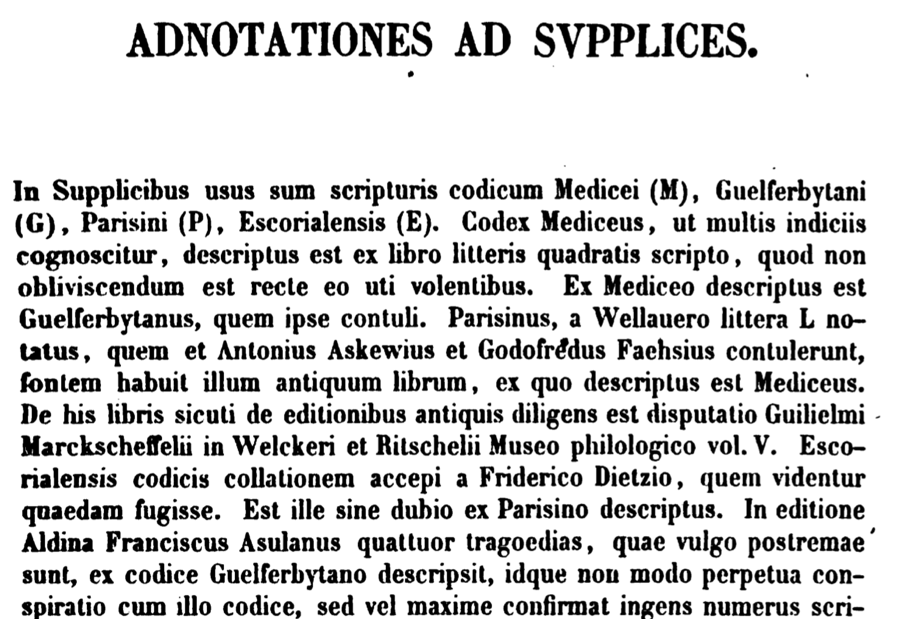 ADNOTATIONES AD SVPPLICES.
In Supplicibus usus sum scripturis codicum Medicei (M), Guelferbytani
(G), Parisini (P), Escorialensis (E). Codex Mediceus, ut multis indiciis
cognoscitur, descriptus est ex libro litteris quadratis scripto, quod non
obliviscendum est recte eo uti volentibus. Ex Mediceo descriptus est
Guelferbytanus, quem ipse contuli. Parisinus, a Wellauero littera L no-
tatus, quem et Antonius Askewius et Godofredus Faehsius contulerunt,
fontem habuit illum antiquum librum, ex quo descriptus est Mediceus.
De his libris sicuti de editionibus antiquis diligens est disputatio Guilielmi
Marckscheffelii in Welckeri et Ritschelii Museo philologico vol. V. Esco-
rialensis codicis collationem accepi a Friderico Dietzio, quem videntur
quaedam fugisse. Est ille sine dubio ex Parisino descriptus. In editione
Aldina Franciscus Asulanus quattuor tragoedias, quae vulgo postremae
sunt, ex codice Guelferbytano descripsit, idque non modo perpetua con-
spiratio cum illo codice, sed vel maxime confirmat ingens numerus scri-